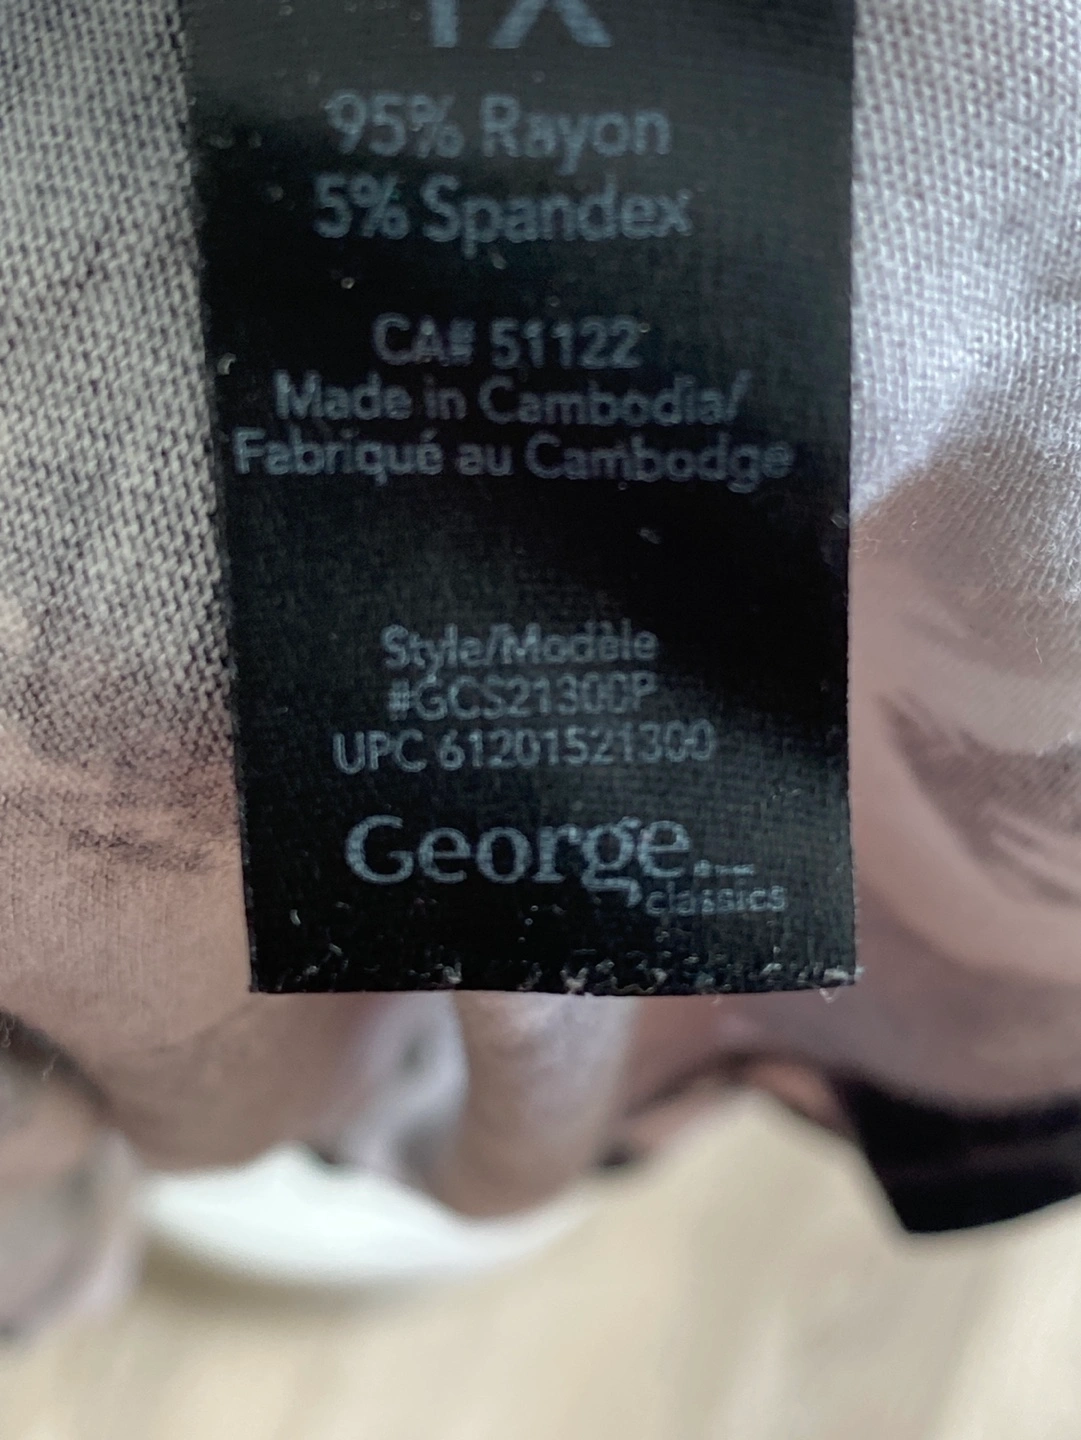 1X
95% Rayon
5% Spandex
CA# 51122
Made in Cambodia/
Fabriqué au Cambodge
Style/Modèle
#GCS21300P
UPC 61201521300
George.
classics